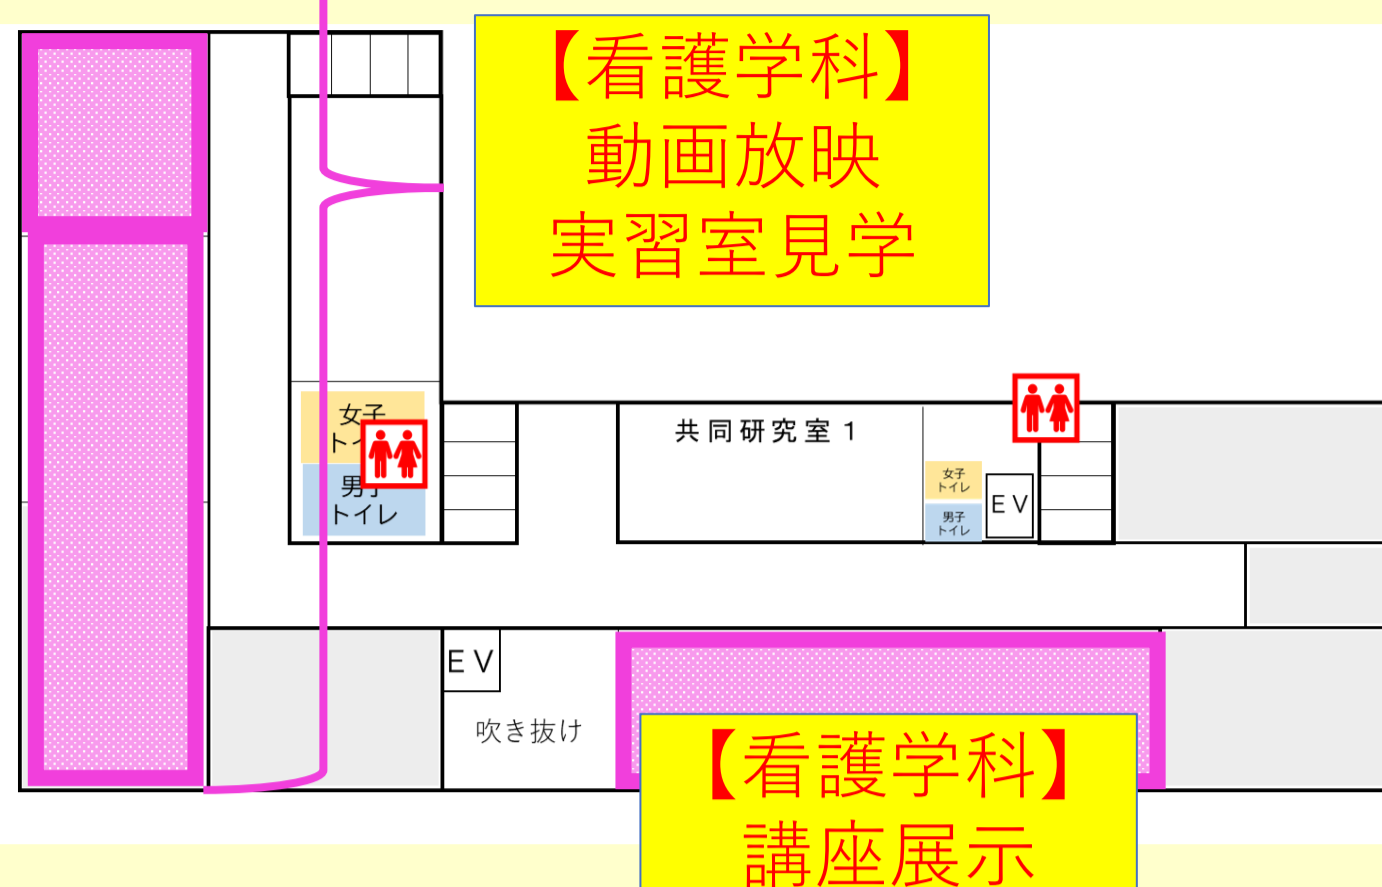 【看護学科】
動画放映
実習室見学
女子
トイレ
男子
トイレ
共同研究室１
女子
トイレ
男子
トイレ
ＥＶ
ＥＶ
吹き抜け
【看護学科】
講座展示